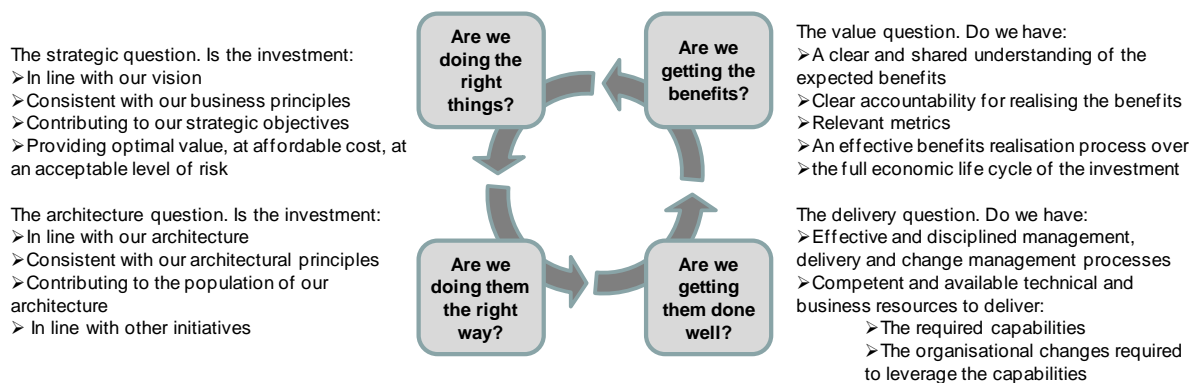 The strategic question. Is the investment:
➢In line with our vision
➢Consistent with our business principles
➢Contributing to our strategic objectives
➢Providing optimal value, at affordable cost, at
an acceptable level of risk
Are we
doing the
right
things?
Are we
getting the
benefits?
The value question. Do we have:
➢A clear and shared understanding of the
expected benefits
➢Clear accountability for realising the benefits
➢Relevant metrics
➢An effective benefits realisation process over
➢the full economic life cycle of the investment
The architecture question. Is the investment:
➢In line with our architecture
➢Consistent with our architectural principles
➢Contributing to the population of our
architecture
➢ In line with other initiatives
Are we
doing them
the right
way?
Are we
getting
them done
well?
The delivery question. Do we have:
➢Effective and disciplined management,
delivery and change management processes
➢Competent and available technical and
business resources to deliver:
➢The required capabilities
➢The organisational changes required
to leverage the capabilities